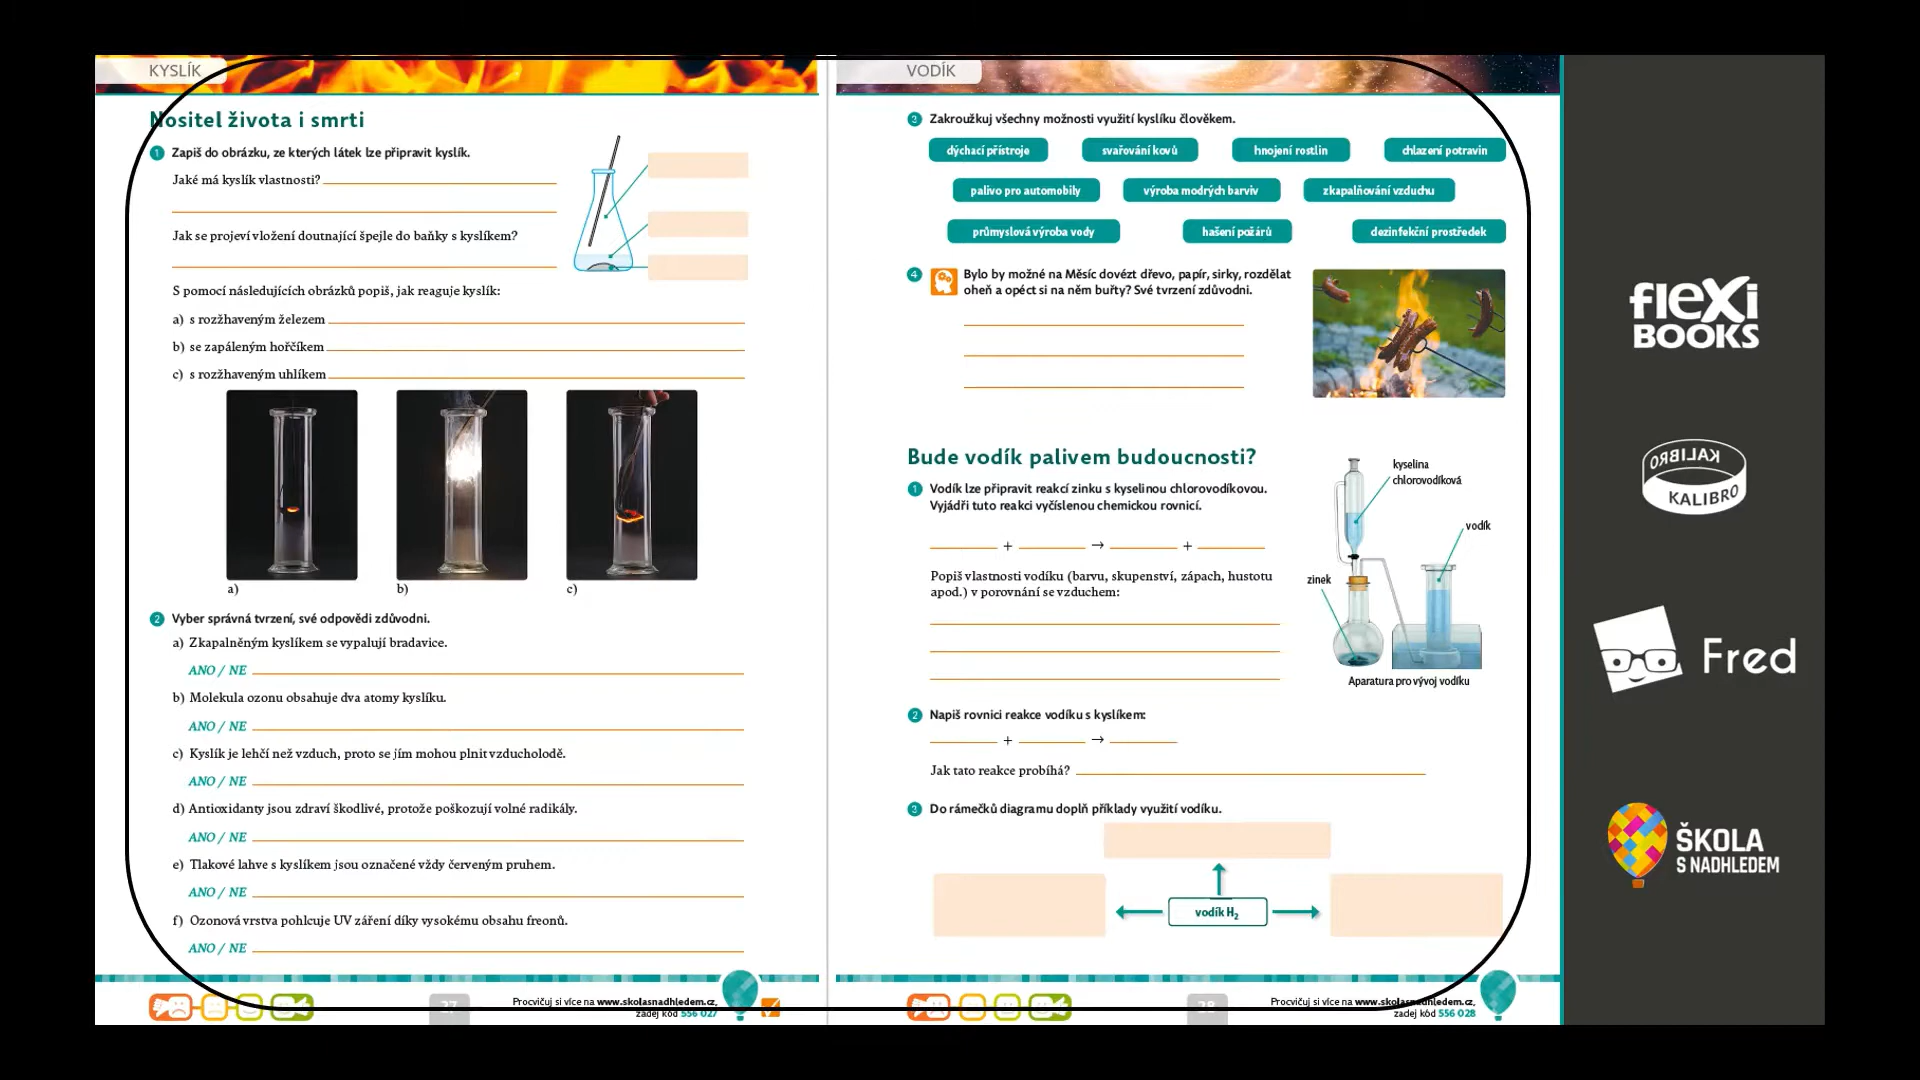 KYSLÍK
Nositel života i smrti
1 Zapiš do obrázku, ze kterých látek lze připravit kyslík.
Jaké má kyslík vlastnosti?
Jak se projeví vložení doutnající špejle do baňky s kyslíkem?
S pomocí následujících obrázků popiš, jak reaguje kyslík:
a) s rozžhaveným železem
b) se zapáleným hořčíkem
c) s rozžhaveným uhlíkem
a) b) c)
2 Vyber správná tvrzení, své odpovědi zdůvodni.
a) Zkapalněným kyslíkem se vypalují bradavice.
ANO / NE
b) Molekula ozonu obsahuje dva atomy kyslíku.
ANO / NE
c) Kyslík je lehčí než vzduch, proto se jím mohou plnit vzducholodě.
ANO / NE
d) Antioxidanty jsou zdraví škodlivé, protože poškozují volné radikály.
ANO / NE
e) Tlakové lahve s kyslíkem jsou označené vždy červeným pruhem.
ANO / NE
f) Ozonová vrstva pohlcuje UV záření díky vysokému obsahu freonů.
ANO / NE
27
Procvičuj si více na www.skolasnadhledem.cz,
zadej kód 556 027
VODÍK
3 Zakroužkuj všechny možnosti využití kyslíku člověkem.
dýchací přístroje svařování kovů hnojení rostlin chlazení potravin
palivo pro automobily výroba modrých barviv zkapalňování vzduchu
průmyslová výroba vody hašení požárů dezinfekční prostředek
4 Bylo by možné na Měsíc dovézt dřevo, papír, sirky, rozdělat
oheň a opéct si na něm buřty? Své tvrzení zdůvodni.
Bude vodík palivem budoucnosti?
1 Vodík lze připravit reakcí zinku s kyselinou chlorovodíkovou.
Vyjádři tuto reakci vyčíslenou chemickou rovnicí.
+ → +
Popiš vlastnosti vodíku (barvu, skupenství, zápach, hustotu
apod.) v porovnání se vzduchem:
kyselina
chlorovodíková
vodík
zinek
Aparatura pro vývoj vodíku
2 Napiš rovnici reakce vodíku s kyslíkem:
+ →
Jak tato reakce probíhá?
3 Do rámečků diagramu doplň příklady využití vodíku.
vodík H₂
28
Procvičuj si více na www.skolasnadhledem.cz,
zadej kód 556 028
flexi
BOOKS
KALIBRO
KALIBRO
Fred
ŠKOLA
S NADHLEDEM